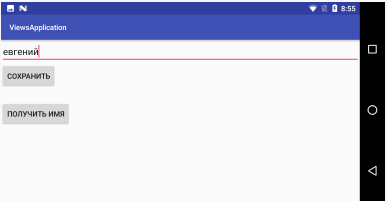 8:55
ViewsApplication
евгений
СОХРАНИТЬ
ПОЛУЧИТЬ ИМЯ